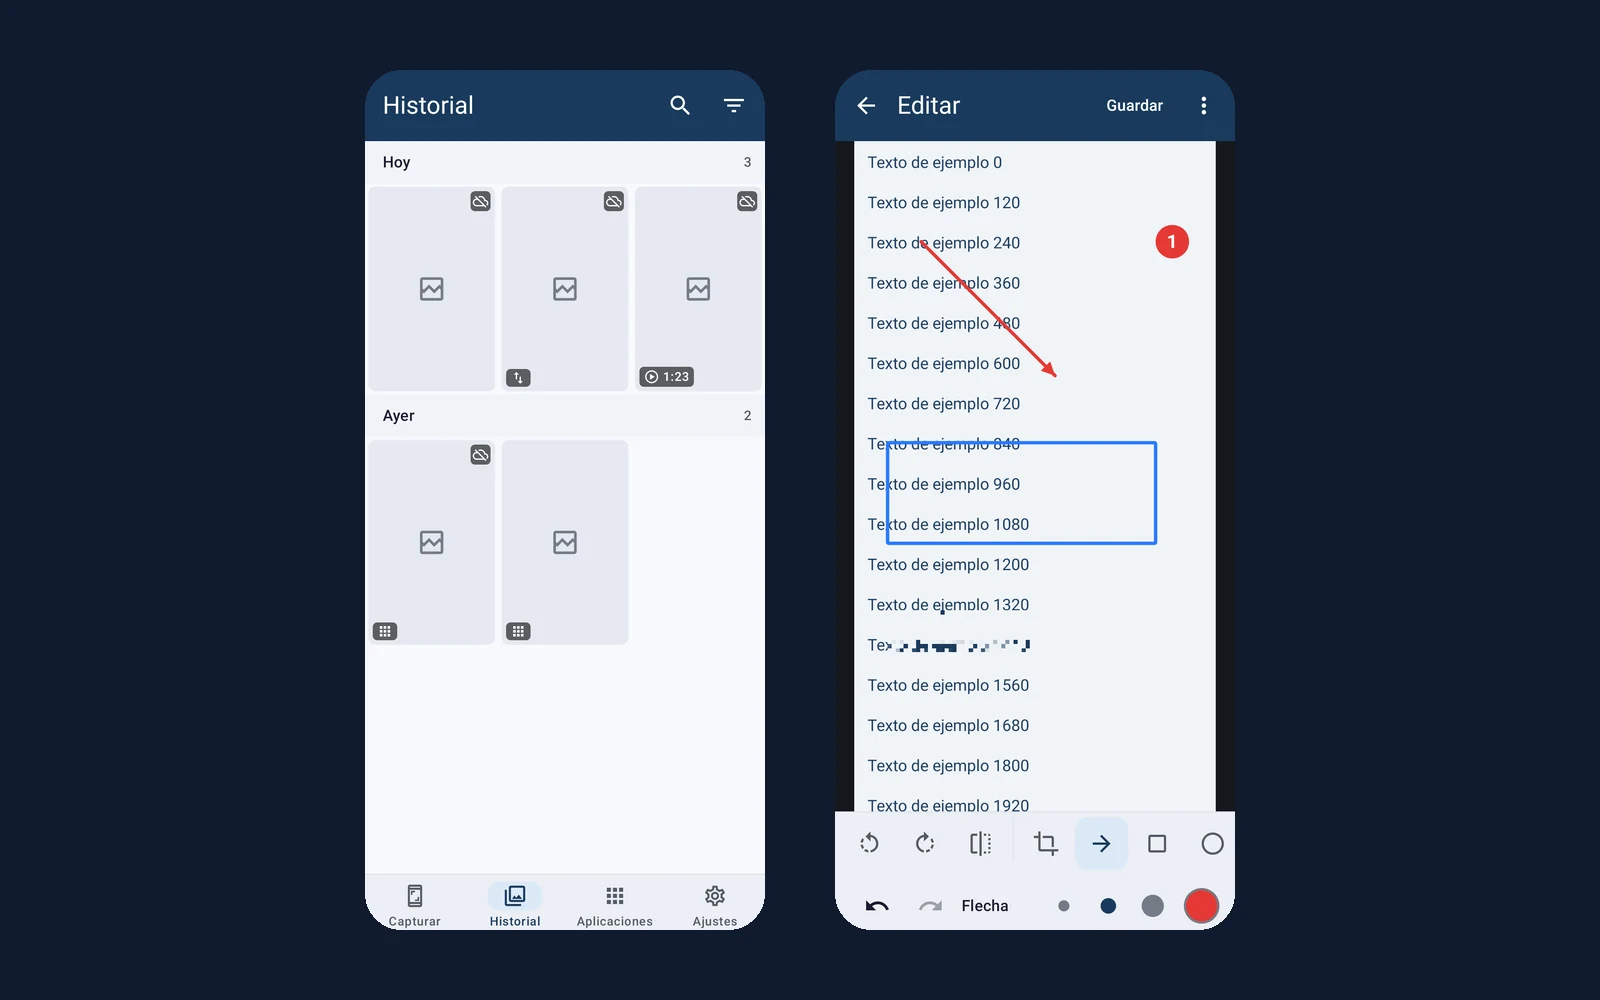 Historial
Hoy 3
1:23
Ayer 2
Capturar Historial Aplicaciones Ajustes
Editar Guardar
Texto de ejemplo 0
Texto de ejemplo 120
Texto de ejemplo 240
1
Texto de ejemplo 360
Texto de ejemplo 480
Texto de ejemplo 600
Texto de ejemplo 720
Texto de ejemplo 840
Texto de ejemplo 960
Texto de ejemplo 1080
Texto de ejemplo 1200
Texto de ejemplo 1320
Texto de ejemplo 1560
Texto de ejemplo 1680
Texto de ejemplo 1800
Texto de ejemplo 1920
Flecha